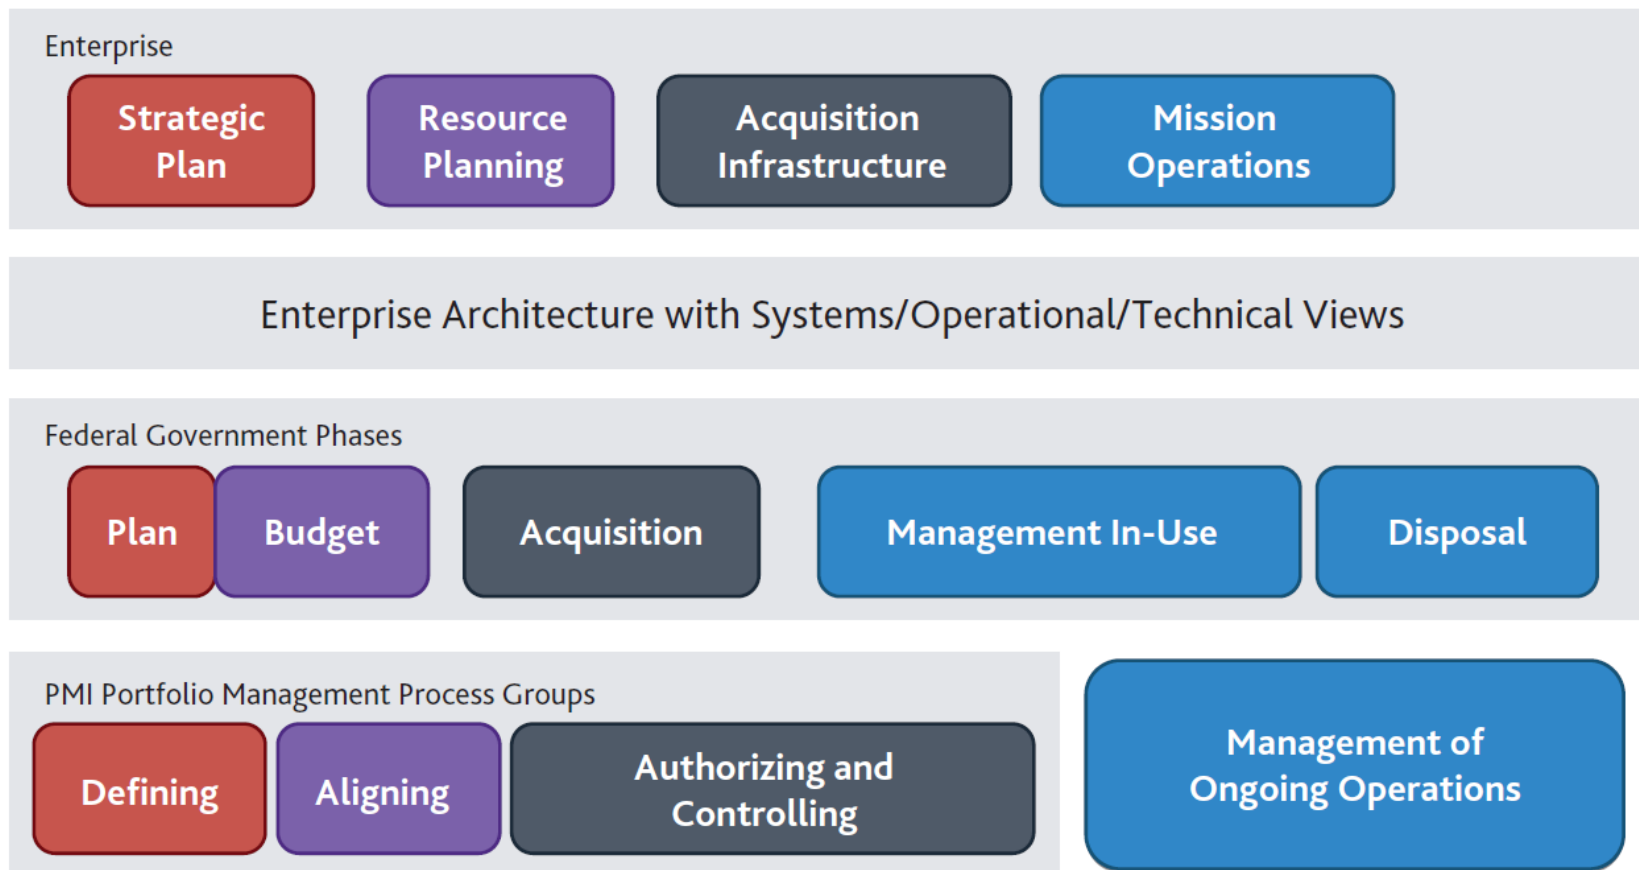 Enterprise
Strategic
Plan
Resource
Planning
Acquisition
Infrastructure
Mission
Operations
Enterprise Architecture with Systems/Operational/Technical Views
Federal Government Phases
Plan
Budget
Acquisition
Management In-Use
Disposal
PMI Portfolio Management Process Groups
Defining
Aligning
Authorizing and
Controlling
Management of
Ongoing Operations